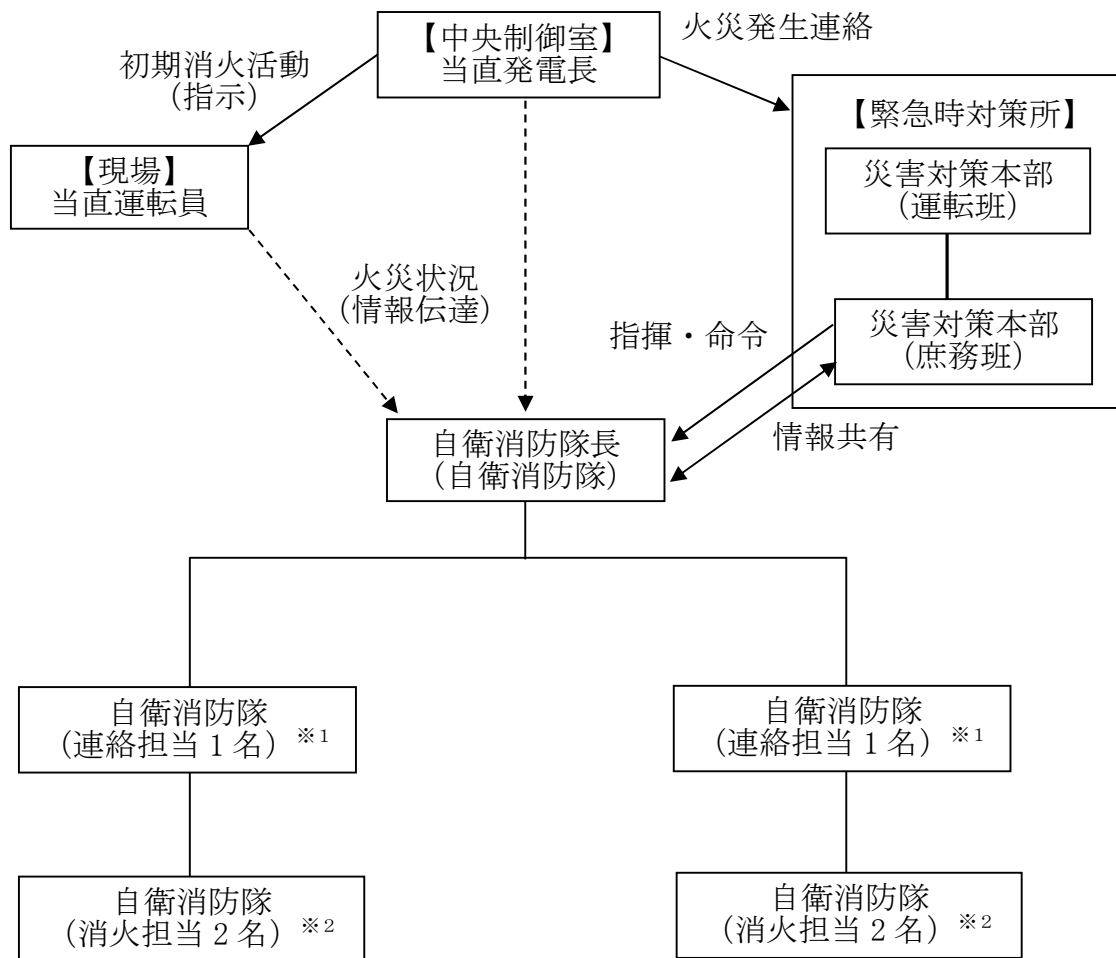 【中央制御室】
当直発電長
火災発生連絡
初期消火活動
(指示)
【緊急時対策所】
【現場】
当直運転員
災害対策本部
(運転班)
火災状況
(情報伝達)
災害対策本部
(庶務班)
指揮・命令
情報共有
自衛消防隊長
(自衛消防隊)
自衛消防隊
(連絡担当1名) ※1
自衛消防隊
(連絡担当1名) ※1
自衛消防隊
(消火担当2名) ※2
自衛消防隊
(消火担当2名) ※2